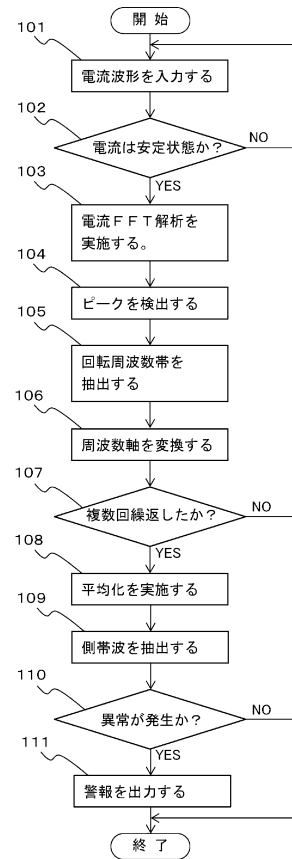 開 始
101
電流波形を入力する
102
電流は安定状態か？
NO
YES
103
電流ＦＦＴ解析を
実施する。
104
ピークを検出する
105
回転周波数帯を
抽出する
106
周波数軸を変換する
107
複数回繰返したか？
NO
YES
108
平均化を実施する
109
側帯波を抽出する
110
異常が発生か？
NO
YES
111
警報を出力する
終 了